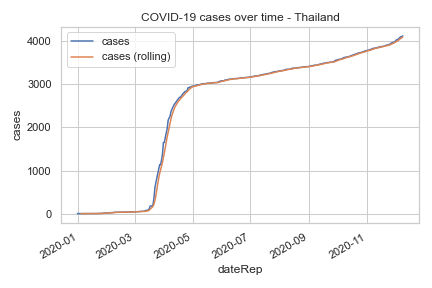 COVID-19 cases over time - Thailand
cases
cases (rolling)
4000
3000
2000
1000
0
cases
2020-01
2020-03
2020-05
2020-07
2020-09
2020-11
dateRep